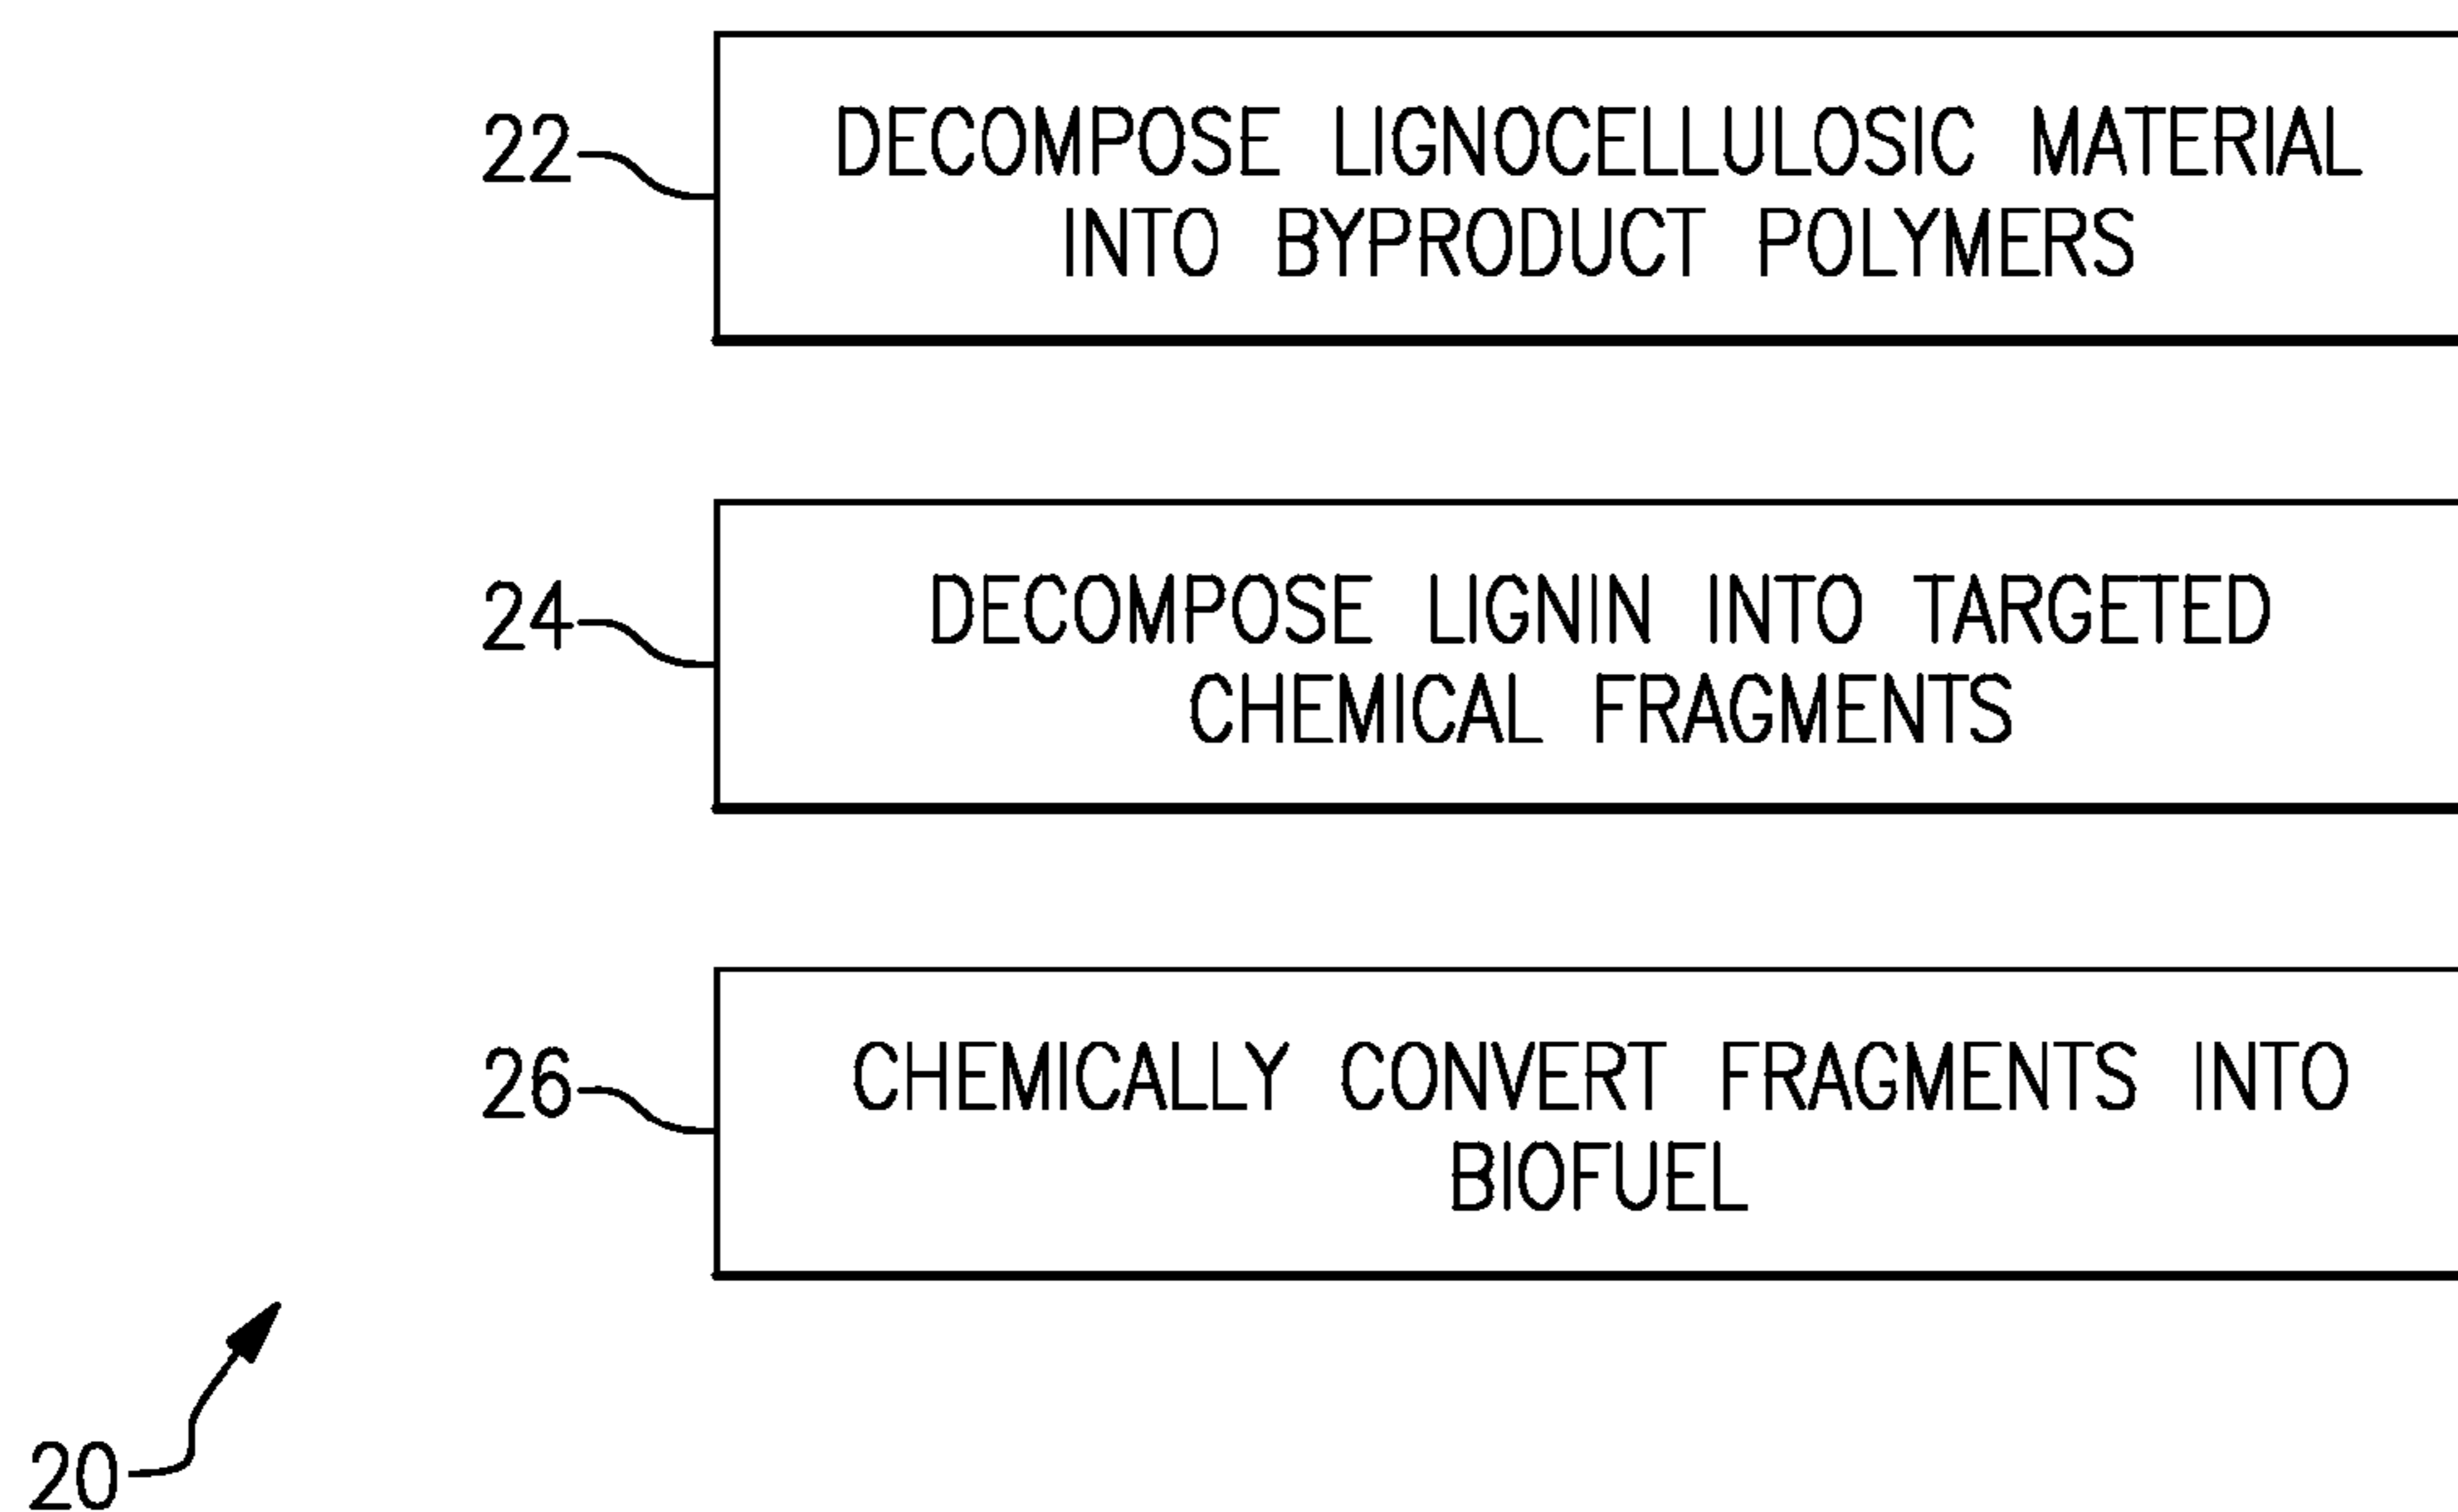 22 DECOMPOSE LIGNOCELLULOSIC MATERIAL
INTO BYPRODUCT POLYMERS
24 DECOMPOSE LIGNIN INTO TARGETED
CHEMICAL FRAGMENTS
26 CHEMICALLY CONVERT FRAGMENTS INTO
BIOFUEL
20